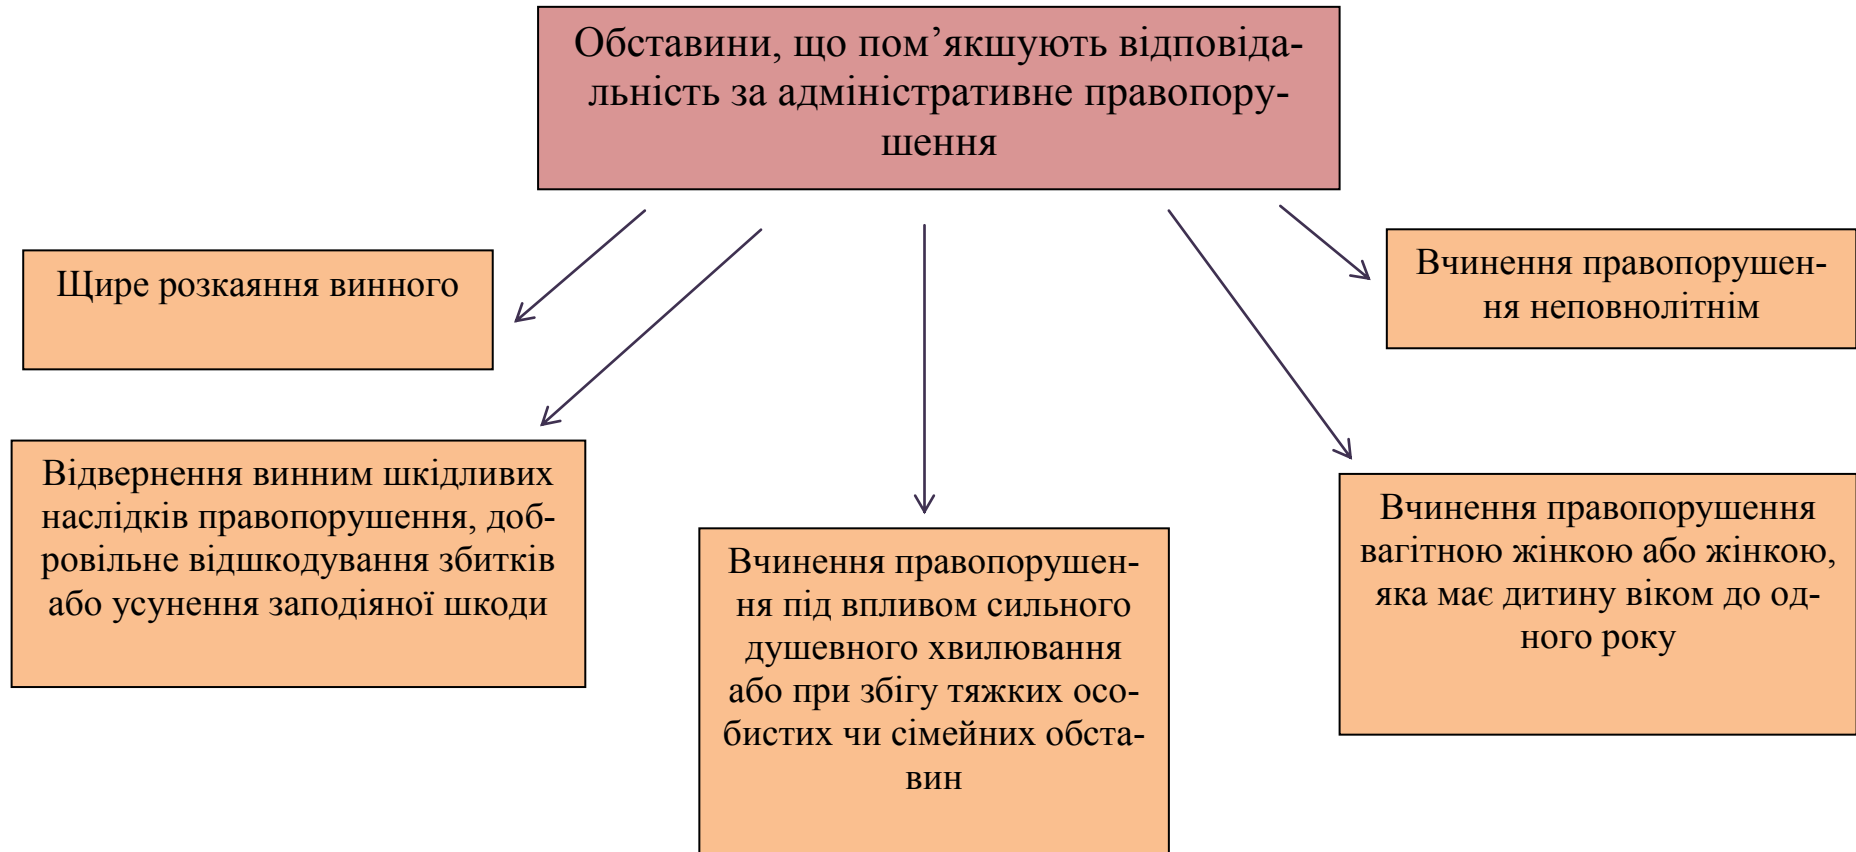 Обставини, що пом’якшують відповіда-
льність за адміністративне правопору-
шення
Щире розкаяння винного
Вчинення правопорушен-
ня неповнолітнім
Відвернення винним шкідливих
наслідків правопорушення, доб-
ровільне відшкодування збитків
або усунення заподіяної шкоди
Вчинення правопорушен-
ня під впливом сильного
душевного хвилювання
або при збігу тяжких осо-
бистих чи сімейних обста-
вин
Вчинення правопорушення
вагітною жінкою або жінкою,
яка має дитину віком до од-
ного року